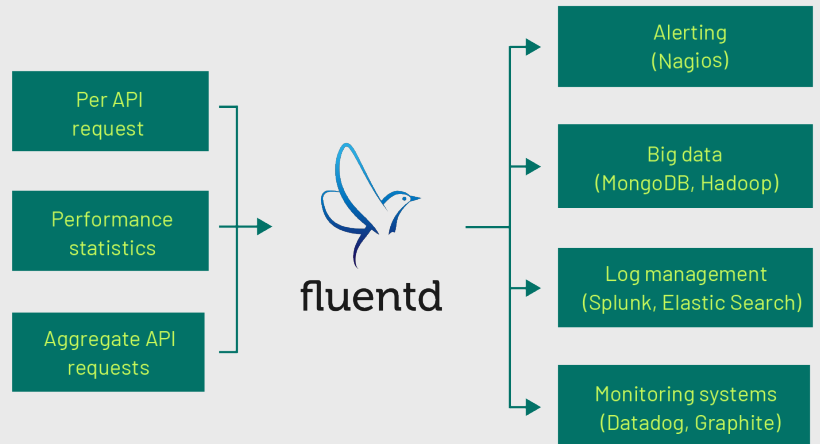 Per API
request
Performance
statistics
Aggregate API
requests
fluentd
Alerting
(Nagios)
Big data
(MongoDB, Hadoop)
Log management
(Splunk, Elastic Search)
Monitoring systems
(Datadog, Graphite)